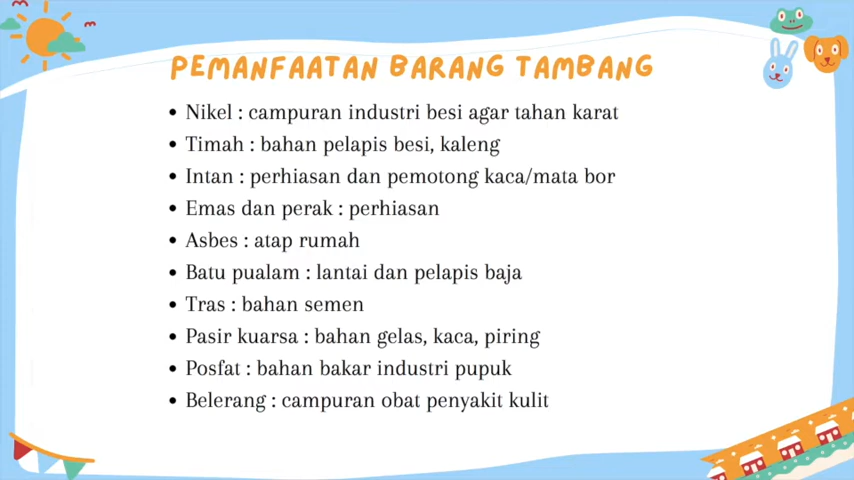 PEMANFAATAN BARANG TAMBANG
• Nikel : campuran industri besi agar tahan karat
• Timah : bahan pelapis besi, kaleng
• Intan : perhiasan dan pemotong kaca/mata bor
• Emas dan perak : perhiasan
• Asbes : atap rumah
• Batu pualam : lantai dan pelapis baja
• Tras : bahan semen
• Pasir kuarsa : bahan gelas, kaca, piring
• Posfat : bahan bakar industri pupuk
• Belerang : campuran obat penyakit kulit